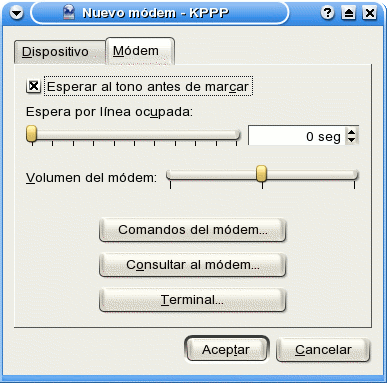 Nuevo módem - KPPP
Dispositivo Módem
Esperar al tono antes de marcar
Espera por línea ocupada:
0 seg
Volumen del módem:
Comandos del módem...
Consultar al módem...
Terminal...
Aceptar Cancelar